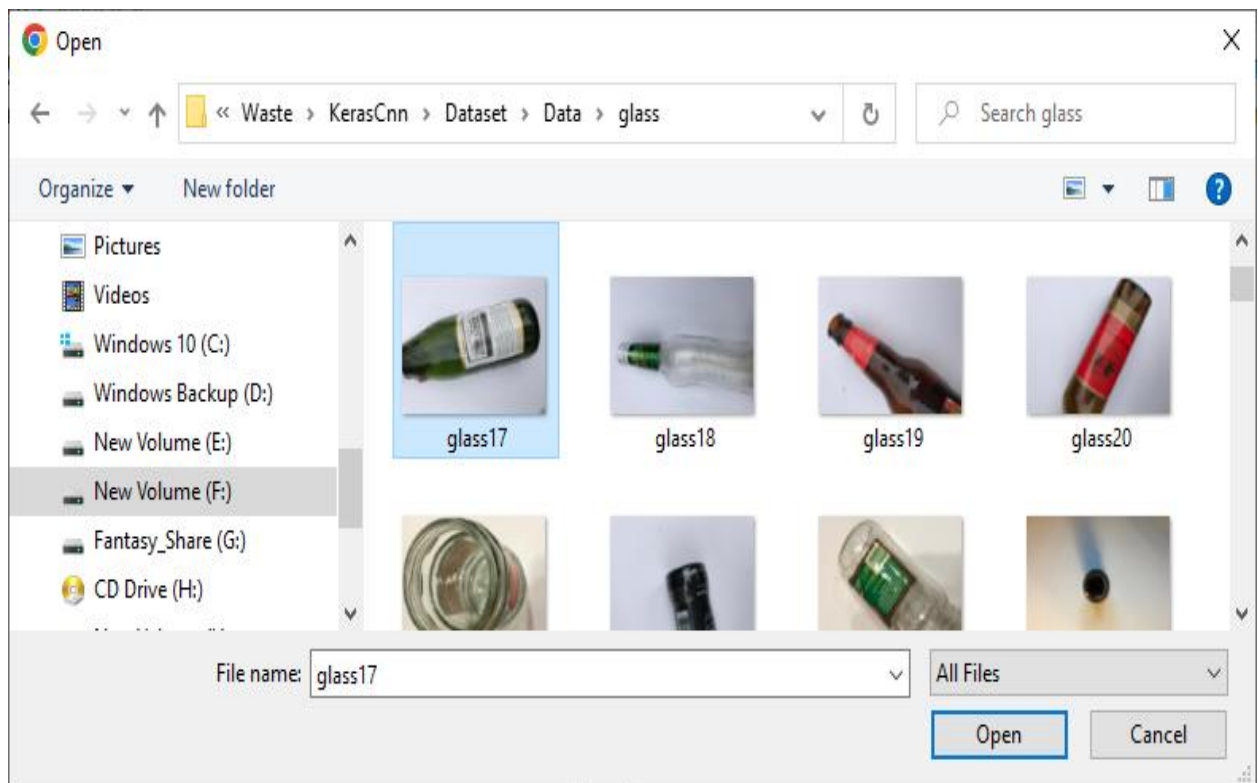 Open
« Waste › KerasCnn › Dataset › Data › glass
Search glass
Organize
New folder
Pictures
Videos
Windows 10 (C:)
Windows Backup (D:)
New Volume (E:)
New Volume (F:)
Fantasy_Share (G:)
CD Drive (H:)
glass17
glass18
glass19
glass20
File name: glass17
All Files
Open
Cancel